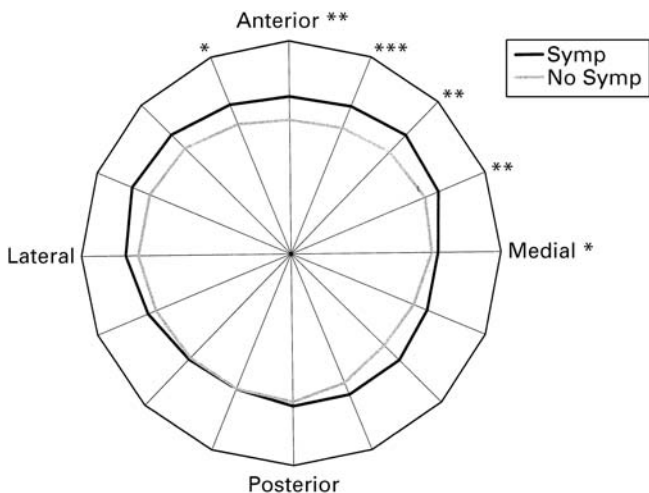 Anterior **
*
***
**
**
Symp
No Symp
Lateral
Medial *
Posterior